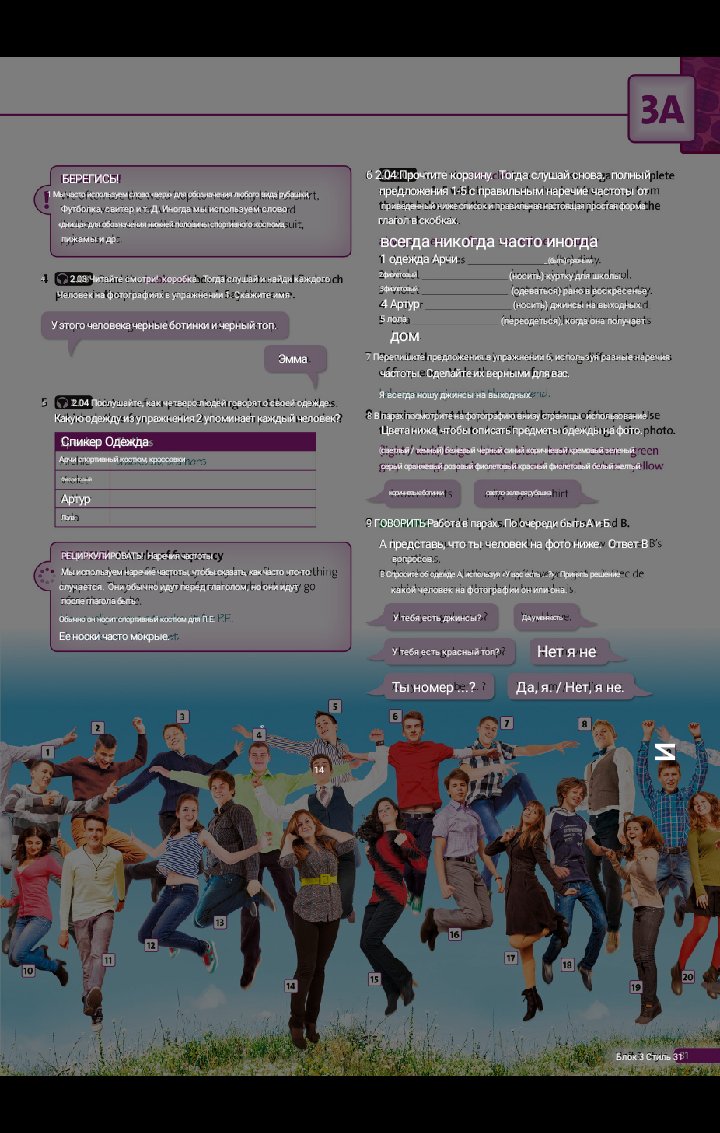 3A
БЕРЕГИСЬ!
1 Мы часто используем слово «верх» для обозначения любого вида рубашки
Футболка, свитер и т. Д. Иногда мы используем слово
«днища» для обозначения нижней половины спортивного костюма,
пижамы и др.
4 2.03 Читайте смотри! коробка. Тогда слушай и найди каждого
Человек на фотографиях в упражнении 1. Скажите имя
У этого человека черные ботинки и черный топ.
Эмма.
5 2.04 Послушайте, как четверо людей говорят о своей одежде.
Какую одежду из упражнения 2 упоминает каждый человек?
Спикер Одежда
Арчи спортивный костюм, кроссовки
Фиолетовый
Артур
Лола
РЕЦИРКУЛИРОВАТЬ Наречия частоты
Мы используем наречие частоты, чтобы сказать, как часто что-то
случается. Они обычно идут перед глаголом, но они идут
после глагола быть.
Обычно он носит спортивный костюм для П.Е.
Ее носки часто мокрые.
6 2.04 Прочтите корзину. Тогда слушай снова, полный
предложения 1-5 с правильным наречие частоты от
приведенный ниже список и правильная настоящая простая форма
глагол в скобках.
всегда никогда часто иногда
1 одежда Арчи (быть) грязный
2фиолетовый (носить) куртку для школы.
3фиолетовый (одеваться) рано в воскресенье
4 Артур (носить) джинсы на выходных.
5 лола (переодеться), когда она получает
дом
7 Перепишите предложения в упражнении 6, используя разные наречия
частоты. Сделайте их верными для вас.
Я всегда ношу джинсы на выходных.
8 В парах посмотрите на фотографию внизу страницы. использование
Цвета ниже, чтобы описать предметы одежды на фото.
(светлый / темный) бежевый черный синий коричневый кремовый зеленый
серый оранжевый розовый фиолетовый красный фиолетовый белый желтый
коричневые ботинки
светло-зеленая рубашка
9 ГОВОРИТЬ Работа в парах. По очереди быть А и Б.
А представь, что ты человек на фото ниже. Ответ В
вопросов
В Спросите об одежде А, используя «У вас есть ...?». Принять решение
какой человек на фотографии он или она.
У тебя есть джинсы?
Да, у меня есть
У тебя есть красный топ?
Нет я не
Ты номер ...?
Да, я. / Нет, я не.
1
2
3
4
5
6
7
8
И
14
10
11
12
13
14
15
16
17
18
19
20
Блок 3 Стиль 31